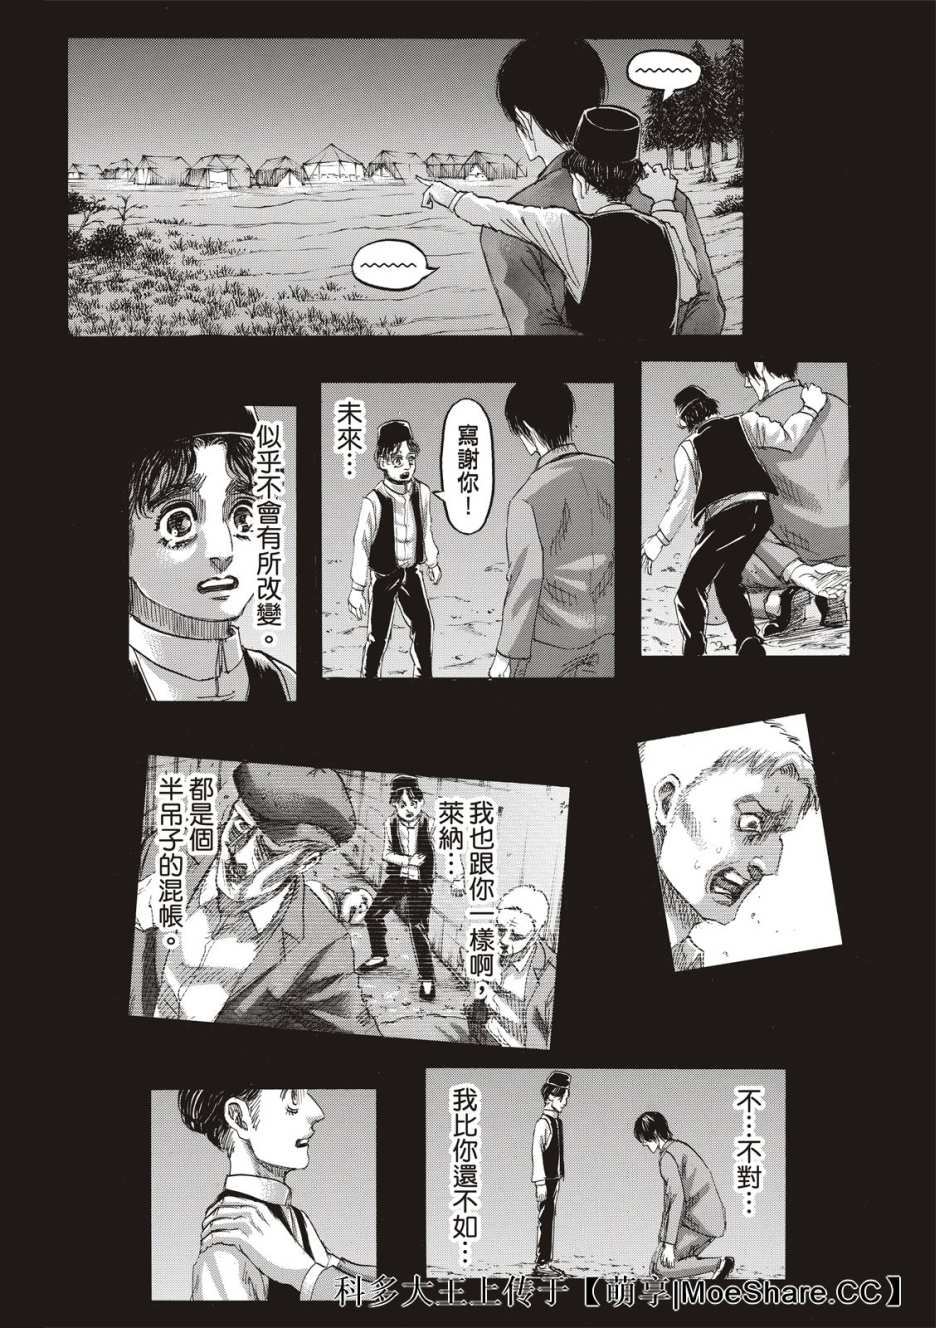 寫謝你！
未來…
似乎不會有所改變。
我也跟你一樣啊，
萊納…
都是個
半吊子的混帳。
不…不對…
我比你還不如…
科多大王上传于【萌享|MoeShare.CC】